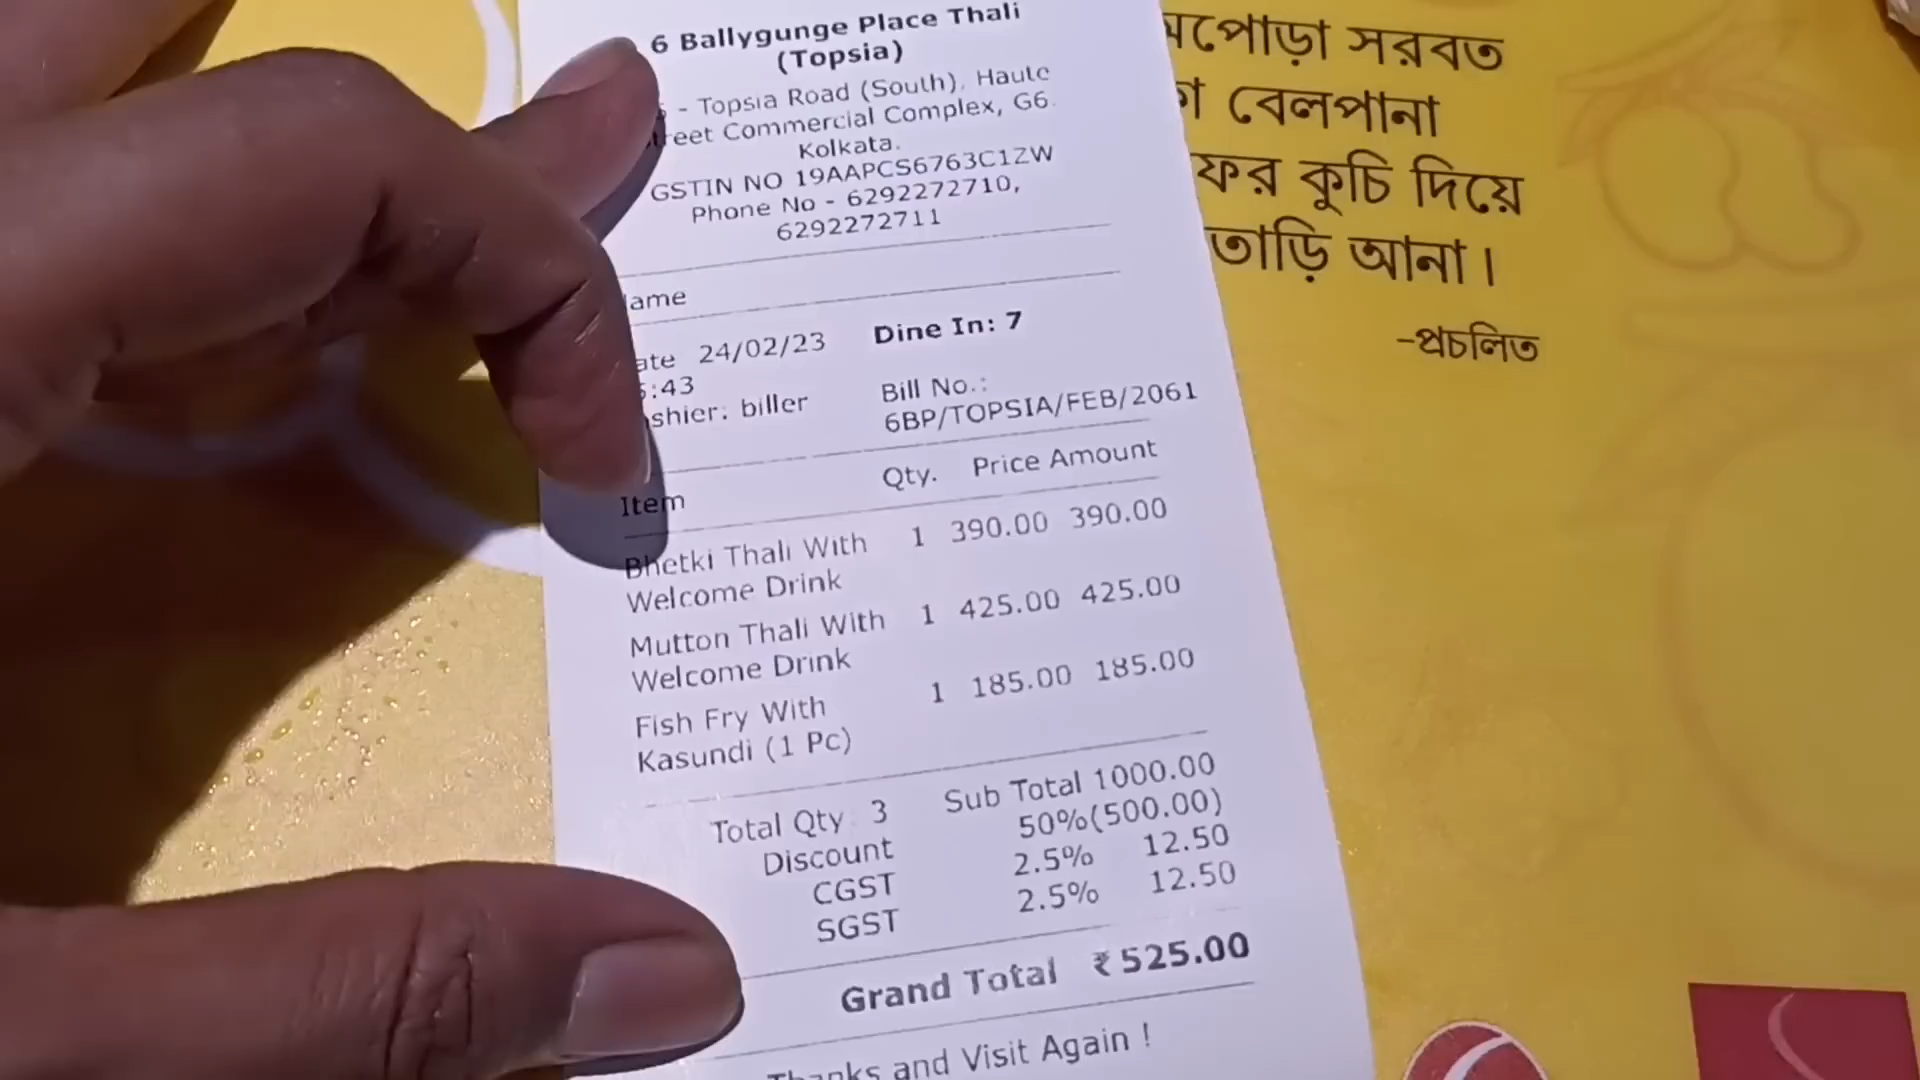 6 Ballygunge Place Thali
(Topsia)
- Topsia Road (South), Haute
Street Commercial Complex, G6.
Kolkata.
GSTIN NO 19AAPCS6763C1ZW
Phone No - 6292272710,
6292272711
ame
ate 24/02/23
Dine In: 7
:43
shier: biller
Bill No.:
6BP/TOPSIA/FEB/2061
Item Qty. Price Amount
Bhetki Thali With 1 390.00 390.00
Welcome Drink
Mutton Thali With 1 425.00 425.00
Welcome Drink
Fish Fry With 1 185.00 185.00
Kasundi (1 Pc)
Total Qty: 3 Sub Total 1000.00
Discount 50%(500.00)
CGST 2.5% 12.50
SGST 2.5% 12.50
Grand Total ₹525.00
Thanks and Visit Again !
সরবত
বেলপানা
কুচি দিয়ে
তাড়ি আনা।
-প্রচলিত